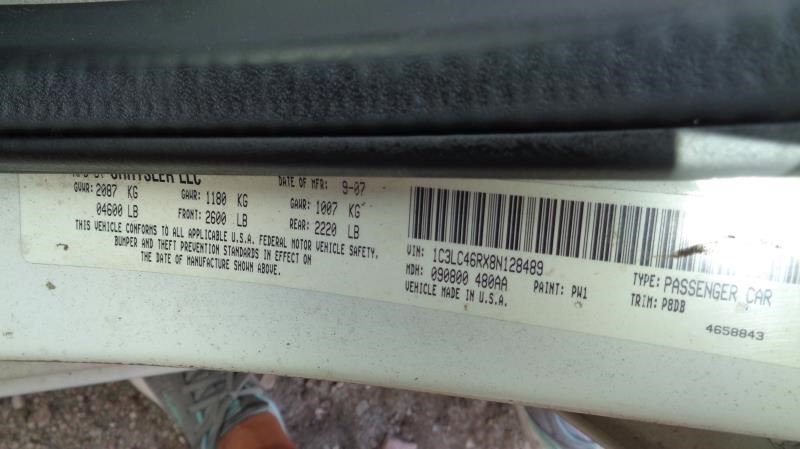 MFD BY: CHRYSLER LLC DATE OF MFR: 9-07
GVWR: 2087 KG GAWR: 1180 KG GAWR: 1007 KG
04600 LB FRONT: 2600 LB REAR: 2220 LB
THIS VEHICLE CONFORMS TO ALL APPLICABLE U.S.A. FEDERAL MOTOR VEHICLE SAFETY,
BUMPER AND THEFT PREVENTION STANDARDS IN EFFECT ON
THE DATE OF MANUFACTURE SHOWN ABOVE.
VIN: 1C3LC46RX8N128489 TYPE: PASSENGER CAR
MDH: 090800 480AA PAINT: PW1 TRIM: P8DB
VEHICLE MADE IN U.S.A.
4658843